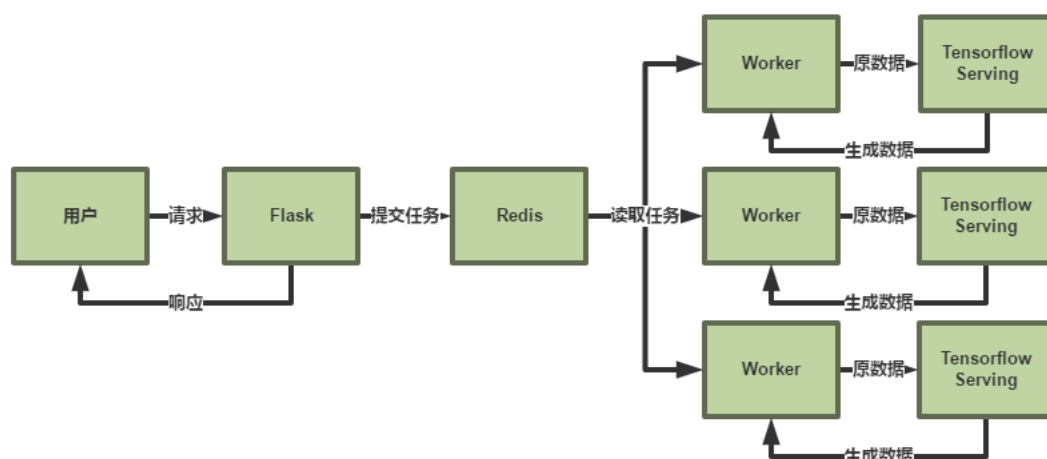 Worker
原数据
Tensorflow
Serving
生成数据
用户
请求
Flask
提交任务
Redis
读取任务
Worker
原数据
Tensorflow
Serving
响应
生成数据
Worker
原数据
Tensorflow
Serving
生成数据